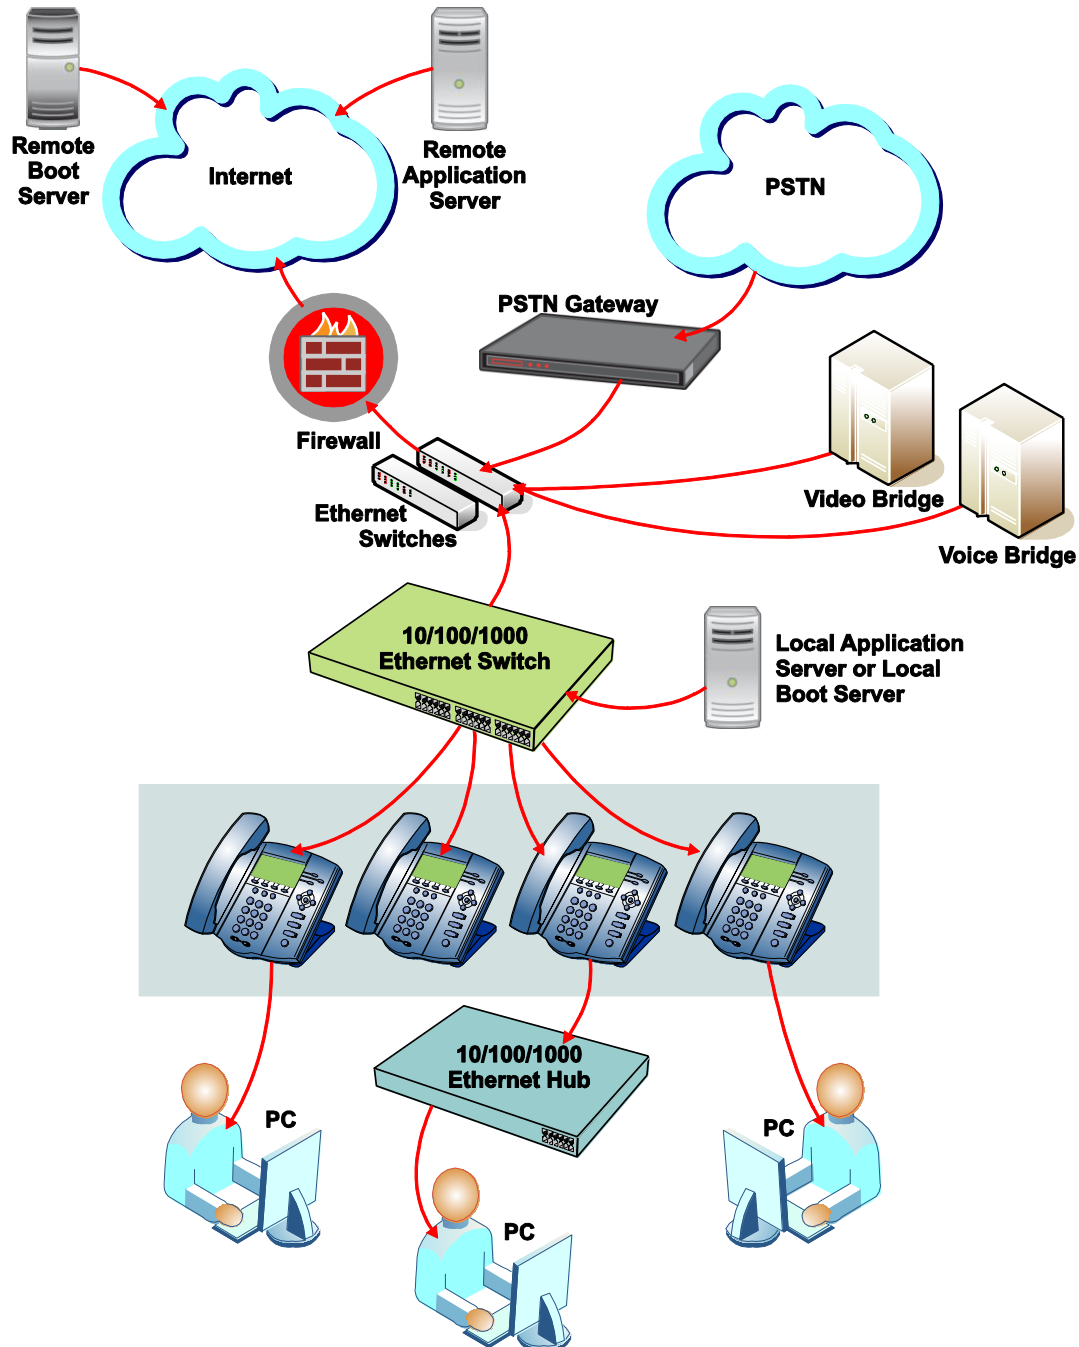 Remote
Boot
Server
Internet
Remote
Application
Server
PSTN
PSTN Gateway
Firewall
Ethernet
Switches
Video Bridge
Voice Bridge
10/100/1000
Ethernet Switch
Local Application
Server or Local
Boot Server
10/100/1000
Ethernet Hub
PC
PC
PC